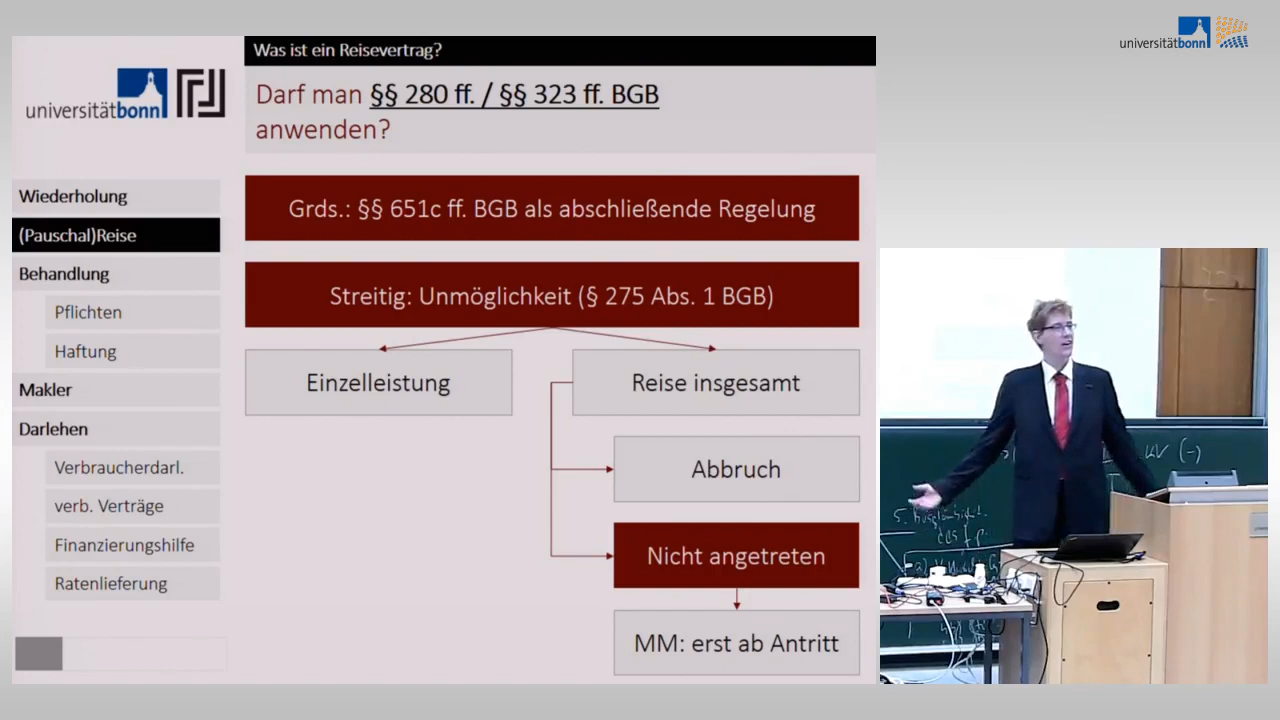 universitätbonn
Was ist ein Reisevertrag?
universitätbonn
Darf man §§ 280 ff. / §§ 323 ff. BGB
anwenden?
Wiederholung
(Pauschal)Reise
Behandlung
Pflichten
Haftung
Makler
Darlehen
Verbraucherdarl.
verb. Verträge
Finanzierungshilfe
Ratenlieferung
Grds.: §§ 651c ff. BGB als abschließende Regelung
Streitig: Unmöglichkeit (§ 275 Abs. 1 BGB)
Einzelleistung
Reise insgesamt
Abbruch
Nicht angetreten
MM: erst ab Antritt
KV (-)